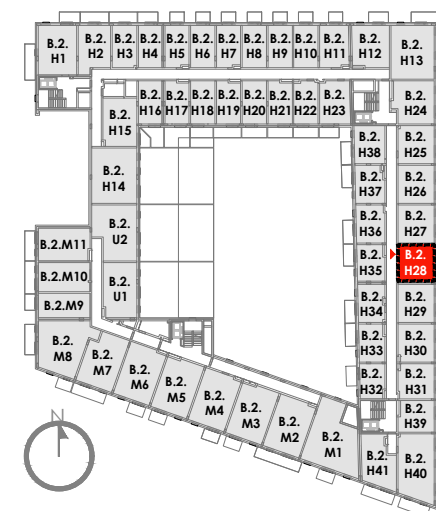 B.2.
H1
B.2.
H2
B.2.
H3
B.2.
H4
B.2.
H5
B.2.
H6
B.2.
H7
B.2.
H8
B.2.
H9
B.2.
H10
B.2.
H11
B.2.
H12
B.2.
H13
B.2.
H15
B.2.
H16
B.2.
H17
B.2.
H18
B.2.
H19
B.2.
H20
B.2.
H21
B.2.
H22
B.2.
H23
B.2.
H24
B.2.
H38
B.2.
H25
B.2.
H14
B.2.
H37
B.2.
H26
B.2.
U2
B.2.
H36
B.2.
H27
B.2.M11
B.2.
H35
B.2.
H28
B.2.M10
B.2.
U1
B.2.M9
B.2.
H34
B.2.
H29
B.2.
M8
B.2.
M7
B.2.
M6
B.2.
M5
B.2.
M4
B.2.
M3
B.2.
M2
B.2.
M1
B.2.
H33
B.2.
H30
B.2.
H32
B.2.
H31
B.2.
H39
B.2.
H41
B.2.
H40
N